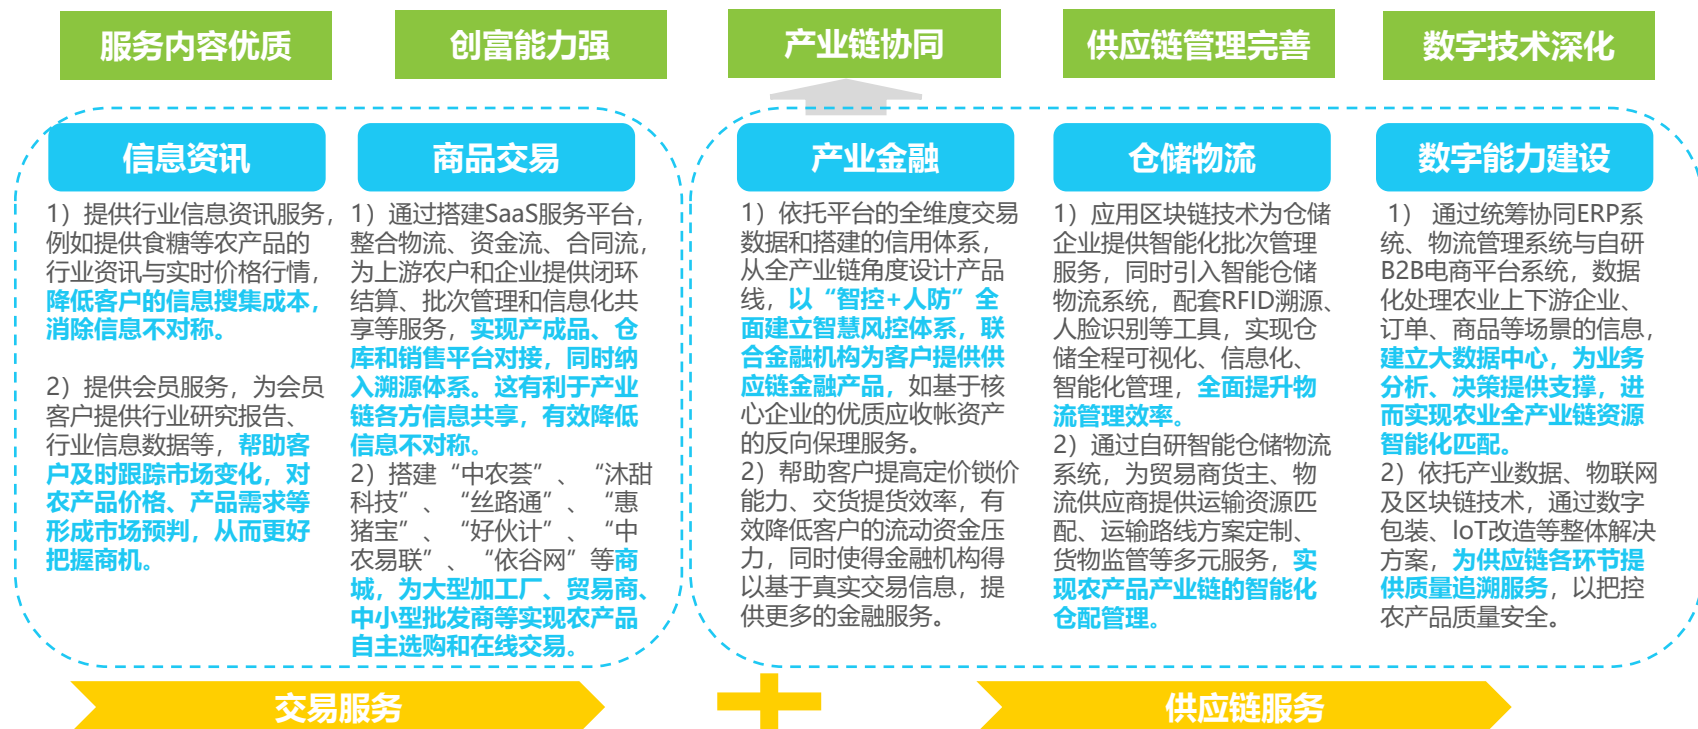 服务内容优质
创富能力强
产业链协同
供应链管理完善
数字技术深化
信息资讯
1）提供行业信息资讯服务，
例如提供食糖等农产品的
行业资讯与实时价格行情，
降低客户的信息搜集成本，
消除信息不对称。
2）提供会员服务，为会员
客户提供行业研究报告、
行业信息数据等，帮助客
户及时跟踪市场变化，对
农产品价格、产品需求等
形成市场预判，从而更好
把握商机。
商品交易
1）通过搭建SaaS服务平台，
整合物流、资金流、合同流，
为上游农户和企业提供闭环
结算、批次管理和信息化共
享等服务，实现产成品、仓
库和销售平台对接，同时纳
入溯源体系。这有利于产业
链各方信息共享，有效降低
信息不对称。
2）搭建“中农荟”、“沐甜
科技”、“丝路通”、“惠
猪宝”、“好伙计”、“中
农易联”、“依谷网”等商
城，为大型加工厂、贸易商、
中小型批发商等实现农产品
自主选购和在线交易。
产业金融
1）依托平台的全维度交易
数据和搭建的信用体系，
从全产业链角度设计产品
线，以“智控+人防”全
面建立智慧风控体系，联
合金融机构为客户提供供
应链金融产品，如基于核
心企业的优质应收帐资产
的反向保理服务。
2）帮助客户提高定价锁价
能力、交货提货效率，有
效降低客户的流动资金压
力，同时使得金融机构得
以基于真实交易信息，提
供更多的金融服务。
仓储物流
1）应用区块链技术为仓储
企业提供智能化批次管理
服务，同时引入智能仓储
物流系统，配套RFID溯源、
人脸识别等工具，实现仓
储全程可视化、信息化、
智能化管理，全面提升物
流管理效率。
2）通过自研智能仓储物流
系统，为贸易商货主、物
流供应商提供运输资源匹
配、运输路线方案定制、
货物监管等多元服务，实
现农产品产业链的智能化
仓配管理。
数字能力建设
1） 通过统筹协同ERP系
统、物流管理系统与自研
B2B电商平台系统，数据
化处理农业上下游企业、
订单、商品等场景的信息，
建立大数据中心，为业务
分析、决策提供支撑，进
而实现农业全产业链资源
智能化匹配。
2）依托产业数据、物联网
及区块链技术，通过数字
包装、IoT改造等整体解决
方案，为供应链各环节提
供质量追溯服务，以把控
农产品质量安全。
交易服务
供应链服务